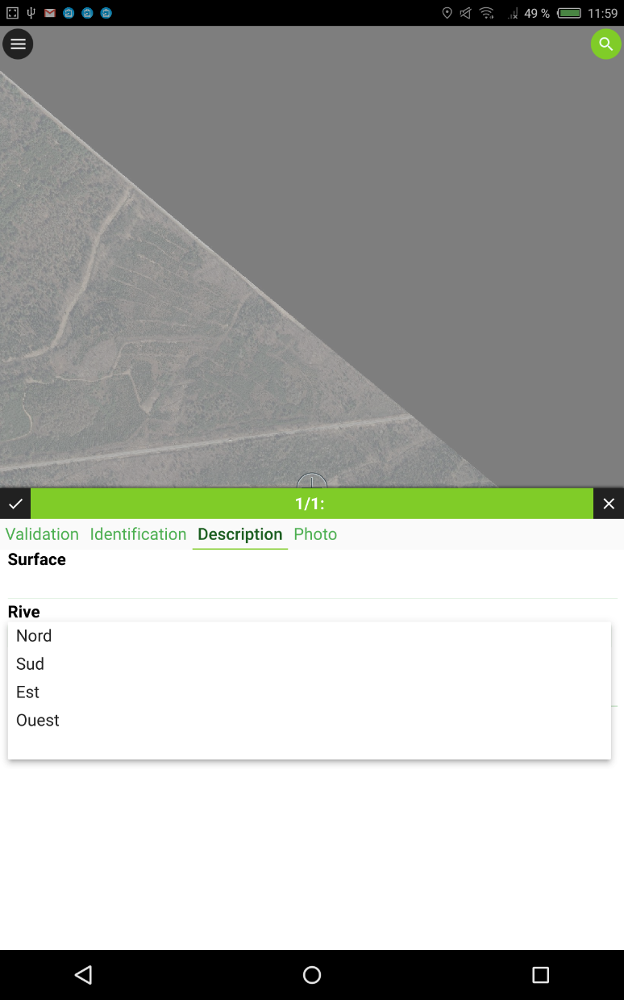 49 % 11:59
1/1:
Validation Identification Description Photo
Surface
Rive
Nord
Sud
Est
Ouest